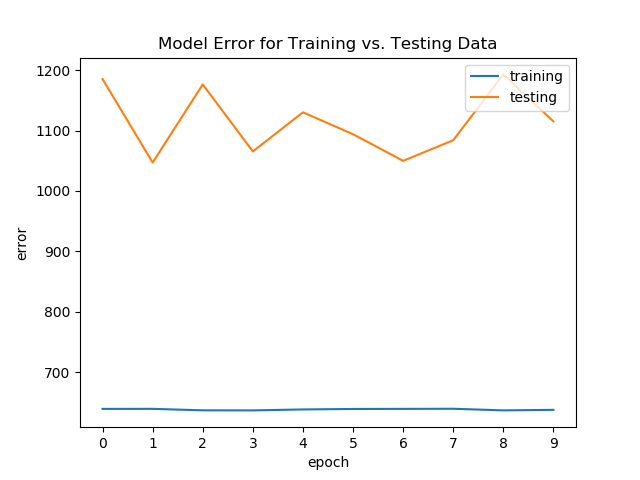 Model Error for Training vs. Testing Data
training
testing
1200
1100
1000
900
800
700
error
0 1 2 3 4 5 6 7 8 9
epoch